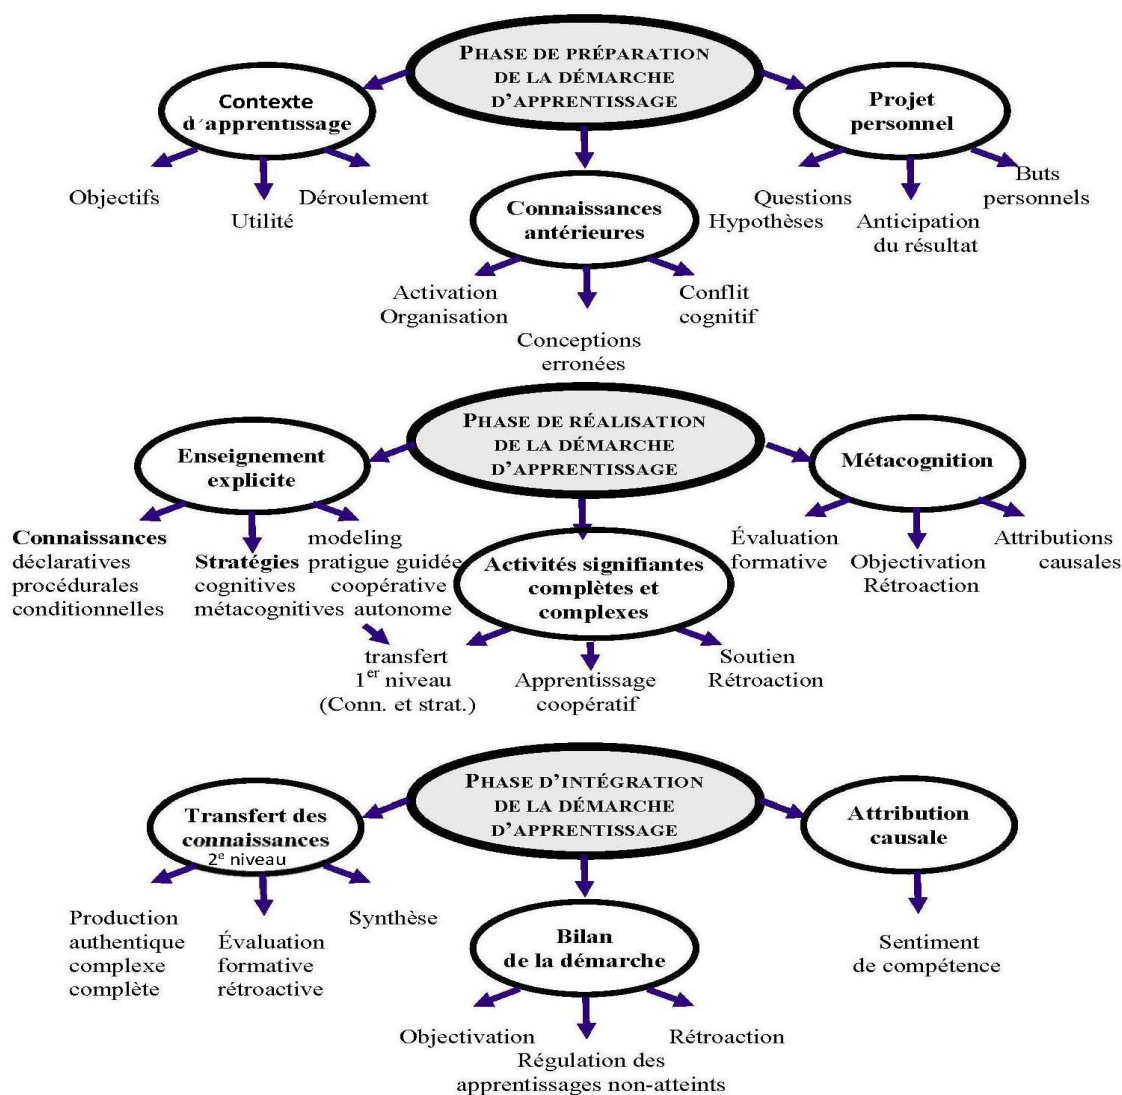 PHASE DE PRÉPARATION
DE LA DÉMARCHE
D'APPRENTISSAGE
Contexte
d'apprentissage
Projet
personnel
Objectifs
Utilité
Déroulement
Connaissances
antérieures
Questions
Hypothèses
Anticipation
du résultat
Buts
personnels
Activation
Organisation
Conceptions
erronées
Conflit
cognitif
PHASE DE RÉALISATION
DE LA DÉMARCHE
D'APPRENTISSAGE
Enseignement
explicite
Métacognition
Connaissances
déclaratives
procédurales
conditionnelles
Stratégies
cognitives
métacognitives
modeling
pratigue guidée
coopérative
autonome
Activités signifiantes
complètes et
complexes
Évaluation
formative
Objectivation
Rétroaction
Attributions
causales
transfert
1er niveau
(Conn. et strat.)
Apprentissage
coopératif
Soutien
Rétroaction
PHASE D'INTÉGRATION
DE LA DÉMARCHE
D'APPRENTISSAGE
Transfert des
connaissances
2e niveau
Attribution
causale
Production
authentique
complexe
complète
Évaluation
formative
rétroactive
Synthèse
Bilan
de la démarche
Sentiment
de compétence
Objectivation
Régulation des
apprentissages non-atteints
Rétroaction